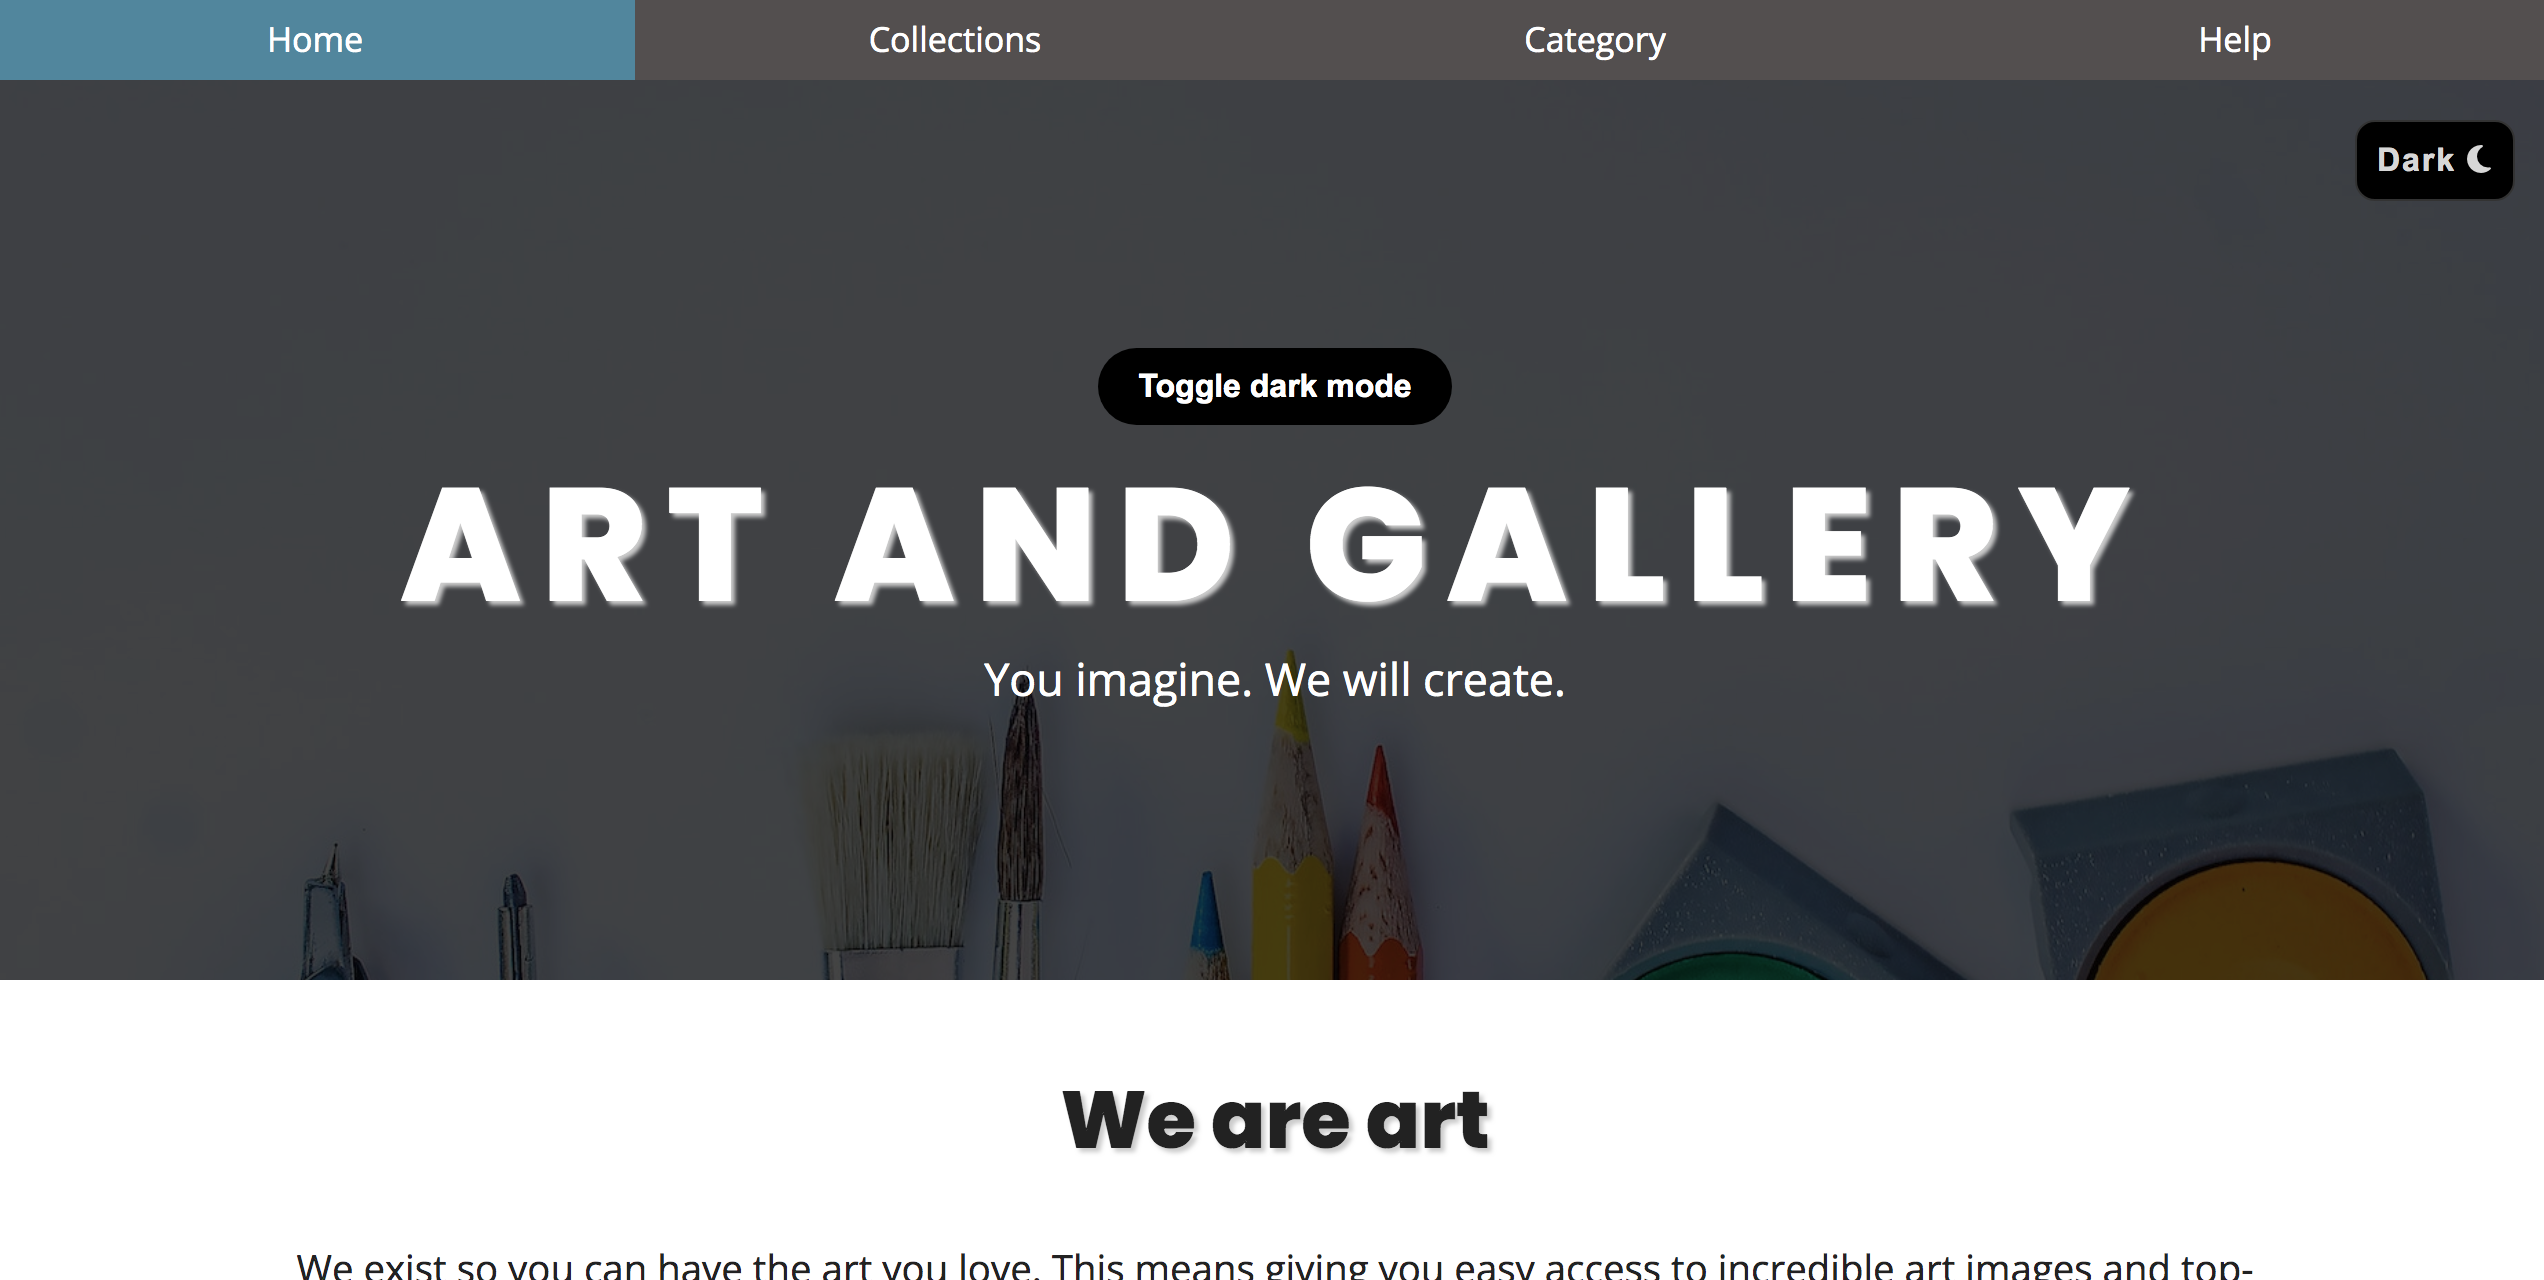 Home Collections Category Help
Dark
Toggle dark mode
ART AND GALLERY
You imagine. We will create.
We are art
We exist so you can have the art you love. This means giving you easy access to incredible art images and top-